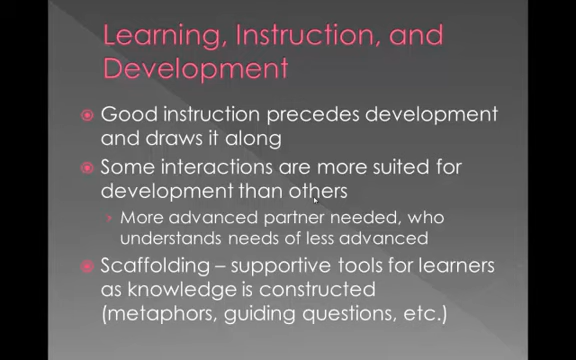 Learning, Instruction, and
Development
Good instruction precedes development
and draws it along
Some interactions are more suited for
development than others
More advanced partner needed, who
understands needs of less advanced
Scaffolding – supportive tools for learners
as knowledge is constructed
(metaphors, guiding questions, etc.)